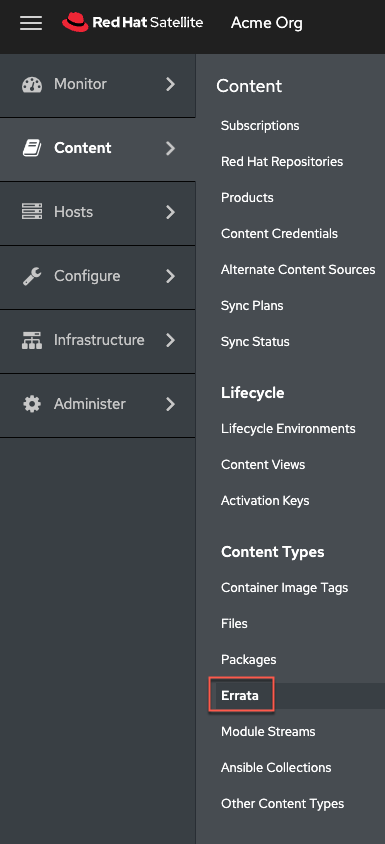 Red Hat Satellite Acme Org
Monitor
Content
Hosts
Configure
Infrastructure
Administer
Content
Subscriptions
Red Hat Repositories
Products
Content Credentials
Alternate Content Sources
Sync Plans
Sync Status
Lifecycle
Lifecycle Environments
Content Views
Activation Keys
Content Types
Container Image Tags
Files
Packages
Errata
Module Streams
Ansible Collections
Other Content Types